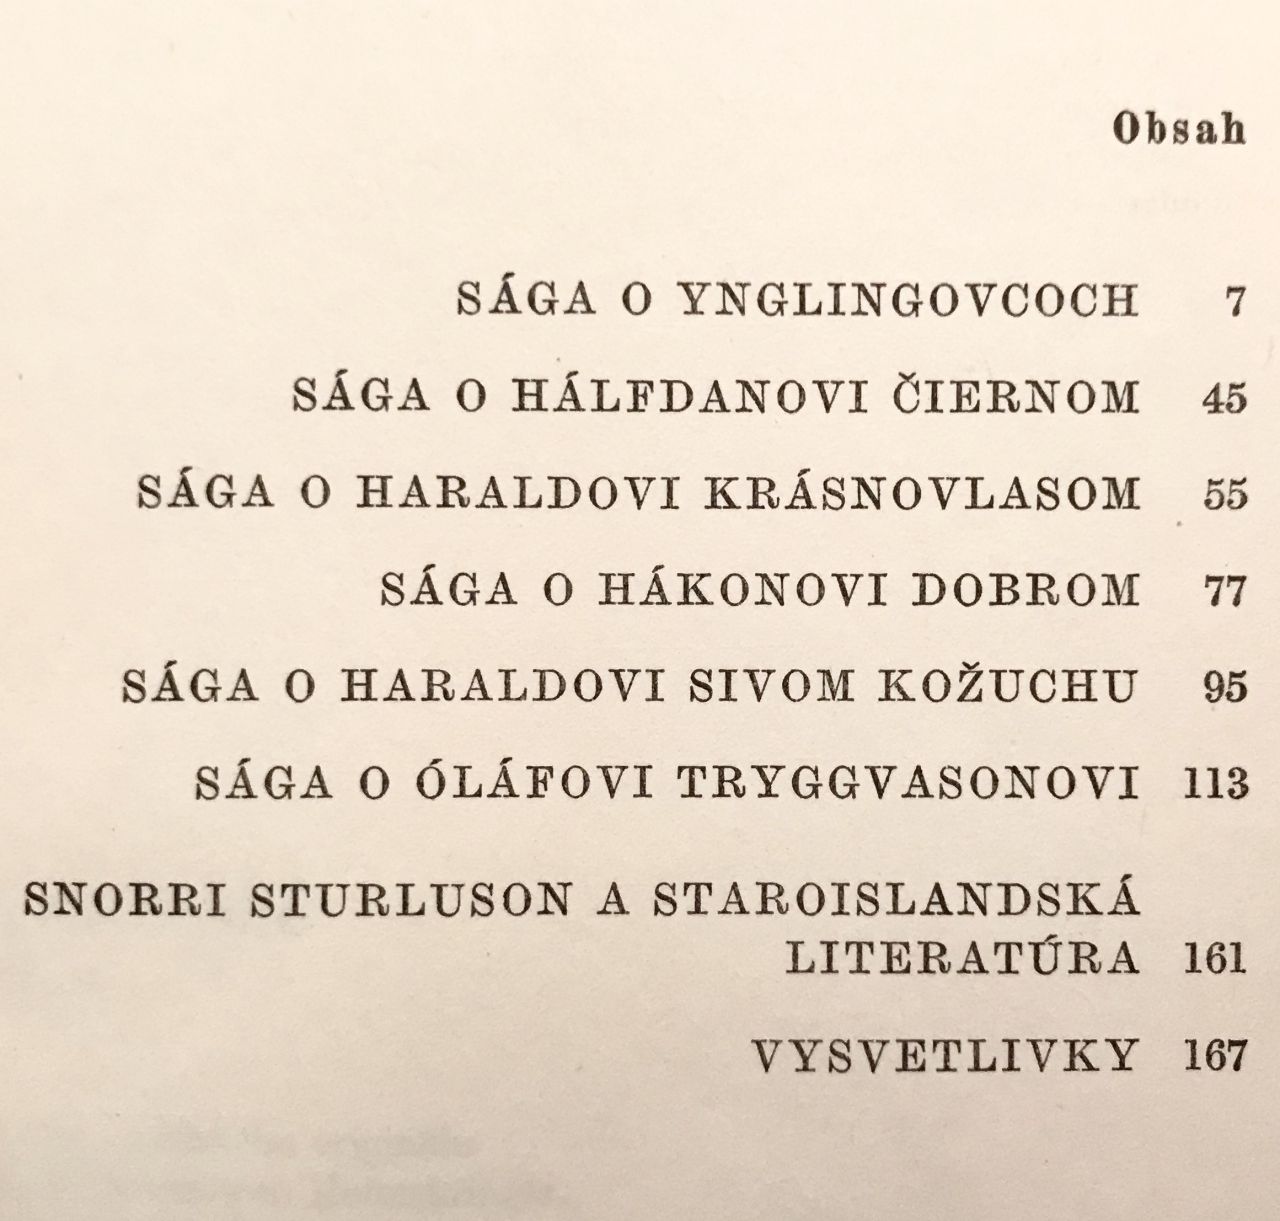 Obsah
SÁGA O YNGLINGOVCOCH 7
SÁGA O HÁLFDANOVI ČIERNOM 45
SÁGA O HARALDOVI KRÁSNOVLASOM 55
SÁGA O HÁKONOVI DOBROM 77
SÁGA O HARALDOVI SIVOM KOŽUCHU 95
SÁGA O ÓLÁFOVI TRYGGVASONOVI 113
SNORRI STURLUSON A STAROISLANDSKÁ
LITERATÚRA 161
VYSVETLIVKY 167